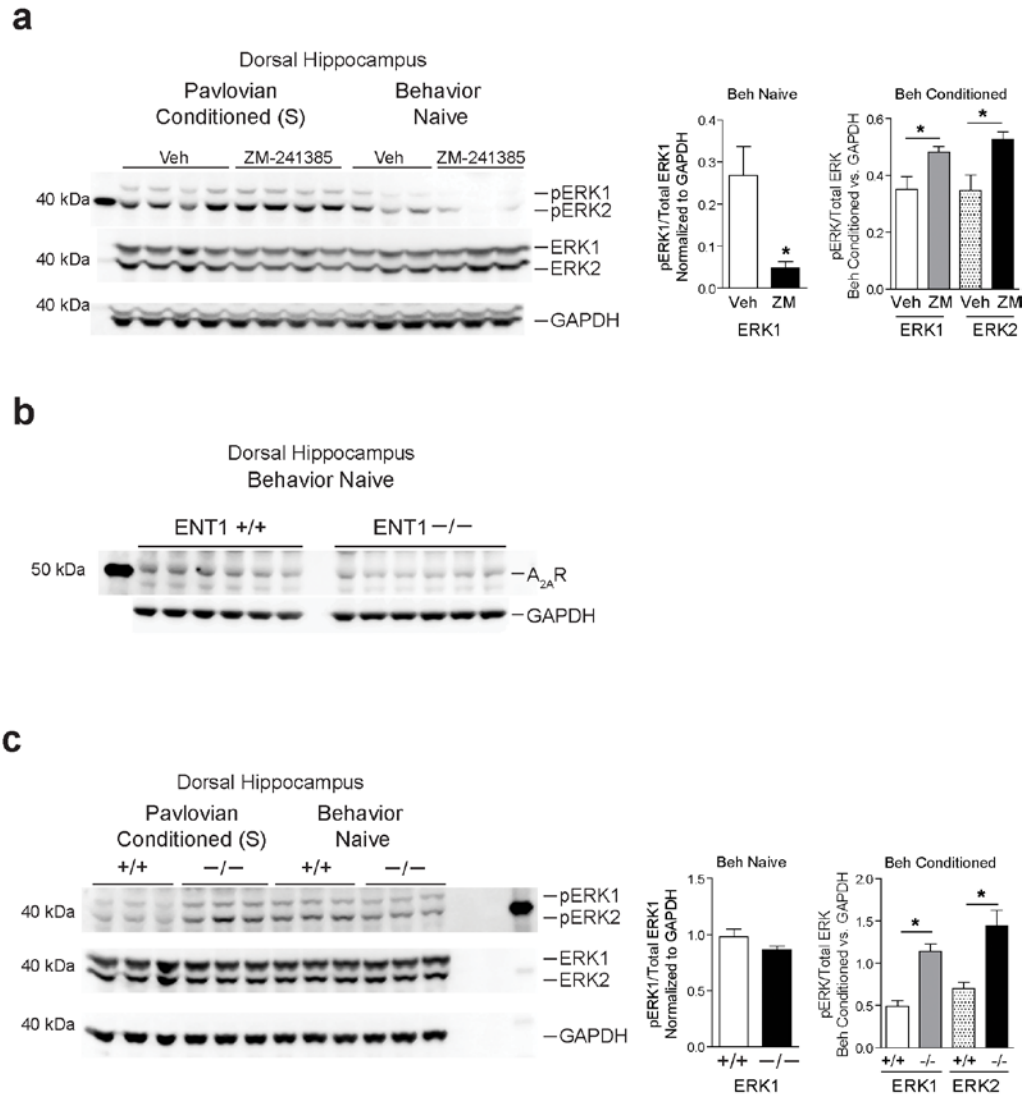 a
Dorsal Hippocampus
Pavlovian
Conditioned (S)
Behavior
Naive
Veh
ZM-241385
Veh
ZM-241385
40 kDa
pERK1
pERK2
40 kDa
ERK1
ERK2
40 kDa
GAPDH
Beh Naive
pERK1/Total ERK1
Normalized to GAPDH
0.4
0.3
0.2
0.1
0.0
*
Veh ZM
ERK1
Beh Conditioned
pERK/Total ERK
Beh Conditioned vs. GAPDH
0.6
0.4
0.2
0.0
*
*
Veh ZM Veh ZM
ERK1 ERK2
b
Dorsal Hippocampus
Behavior Naive
ENT1 +/+
ENT1 −/−
50 kDa
A2AR
GAPDH
c
Dorsal Hippocampus
Pavlovian
Conditioned (S)
Behavior
Naive
+/+
−/−
+/+
−/−
40 kDa
pERK1
pERK2
40 kDa
ERK1
ERK2
40 kDa
GAPDH
Beh Naive
pERK1/Total ERK1
Normalized to GAPDH
1.5
1.0
0.5
0.0
+/+ −/−
ERK1
Beh Conditioned
pERK/Total ERK
Beh Conditioned vs. GAPDH
2.0
1.5
1.0
0.5
0.0
*
*
+/+ -/- +/+ -/-
ERK1 ERK2